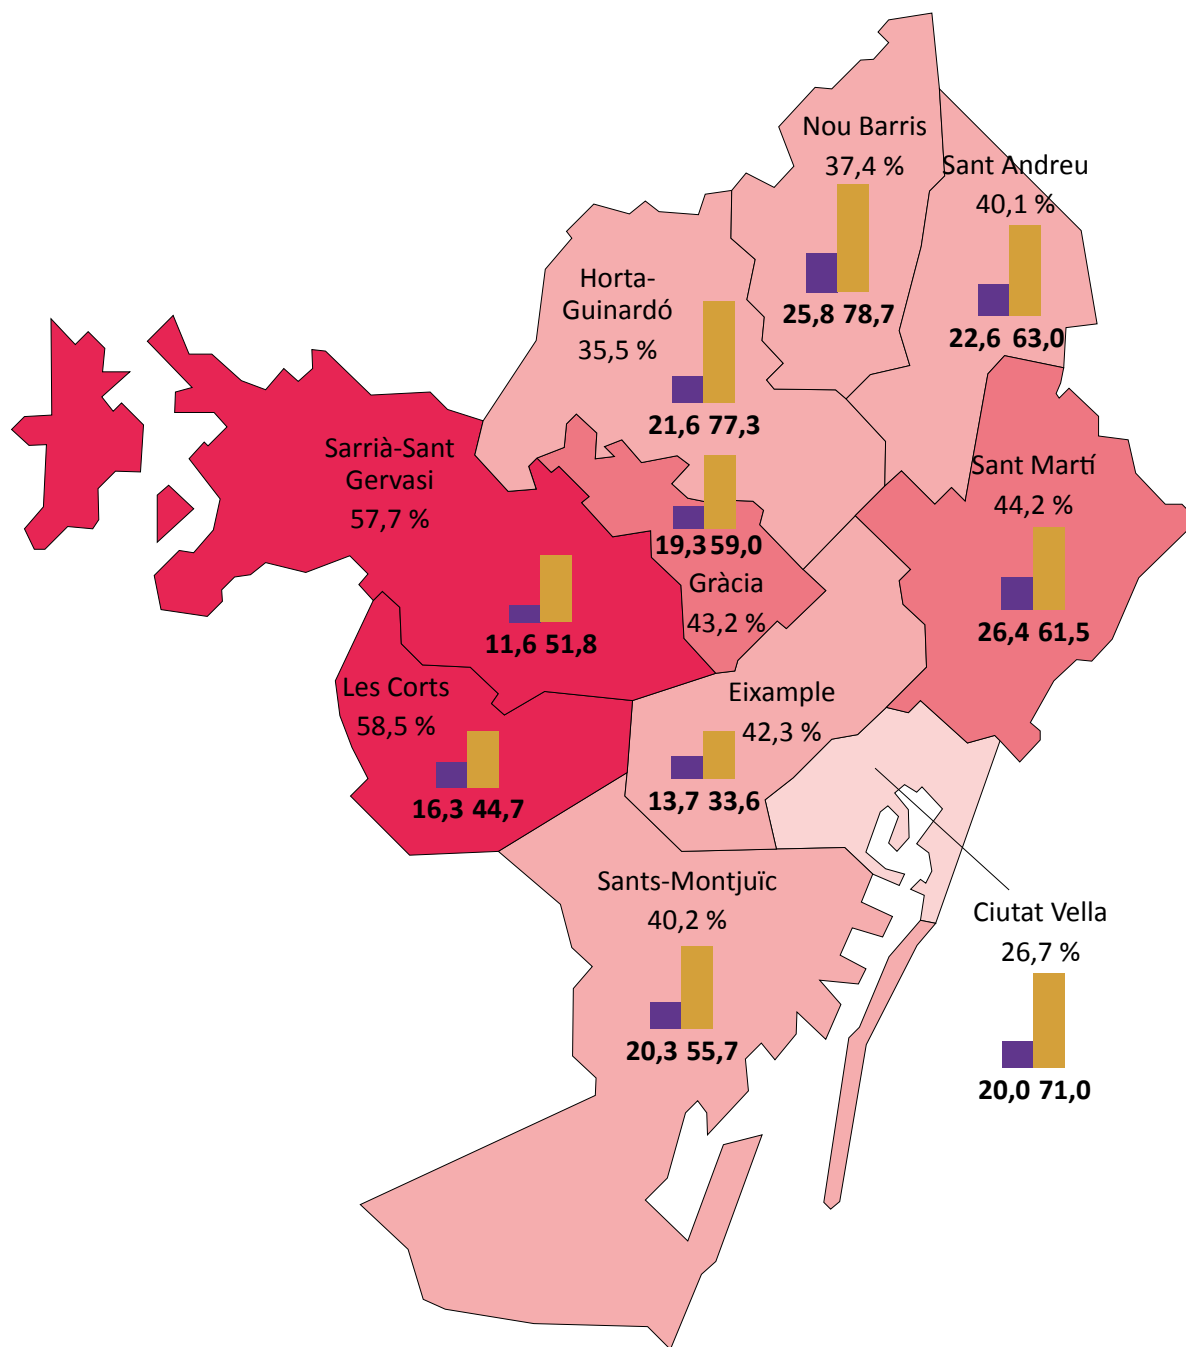 Nou Barris
37,4 %
25,8 78,7
Sant Andreu
40,1 %
22,6 63,0
Horta-
Guinardó
35,5 %
21,6 77,3
Sarrià-Sant
Gervasi
57,7 %
11,6 51,8
19,3 59,0
Gràcia
43,2 %
Sant Martí
44,2 %
26,4 61,5
Les Corts
58,5 %
16,3 44,7
Eixample
42,3 %
13,7 33,6
Sants-Montjuïc
40,2 %
20,3 55,7
Ciutat Vella
26,7 %
20,0 71,0